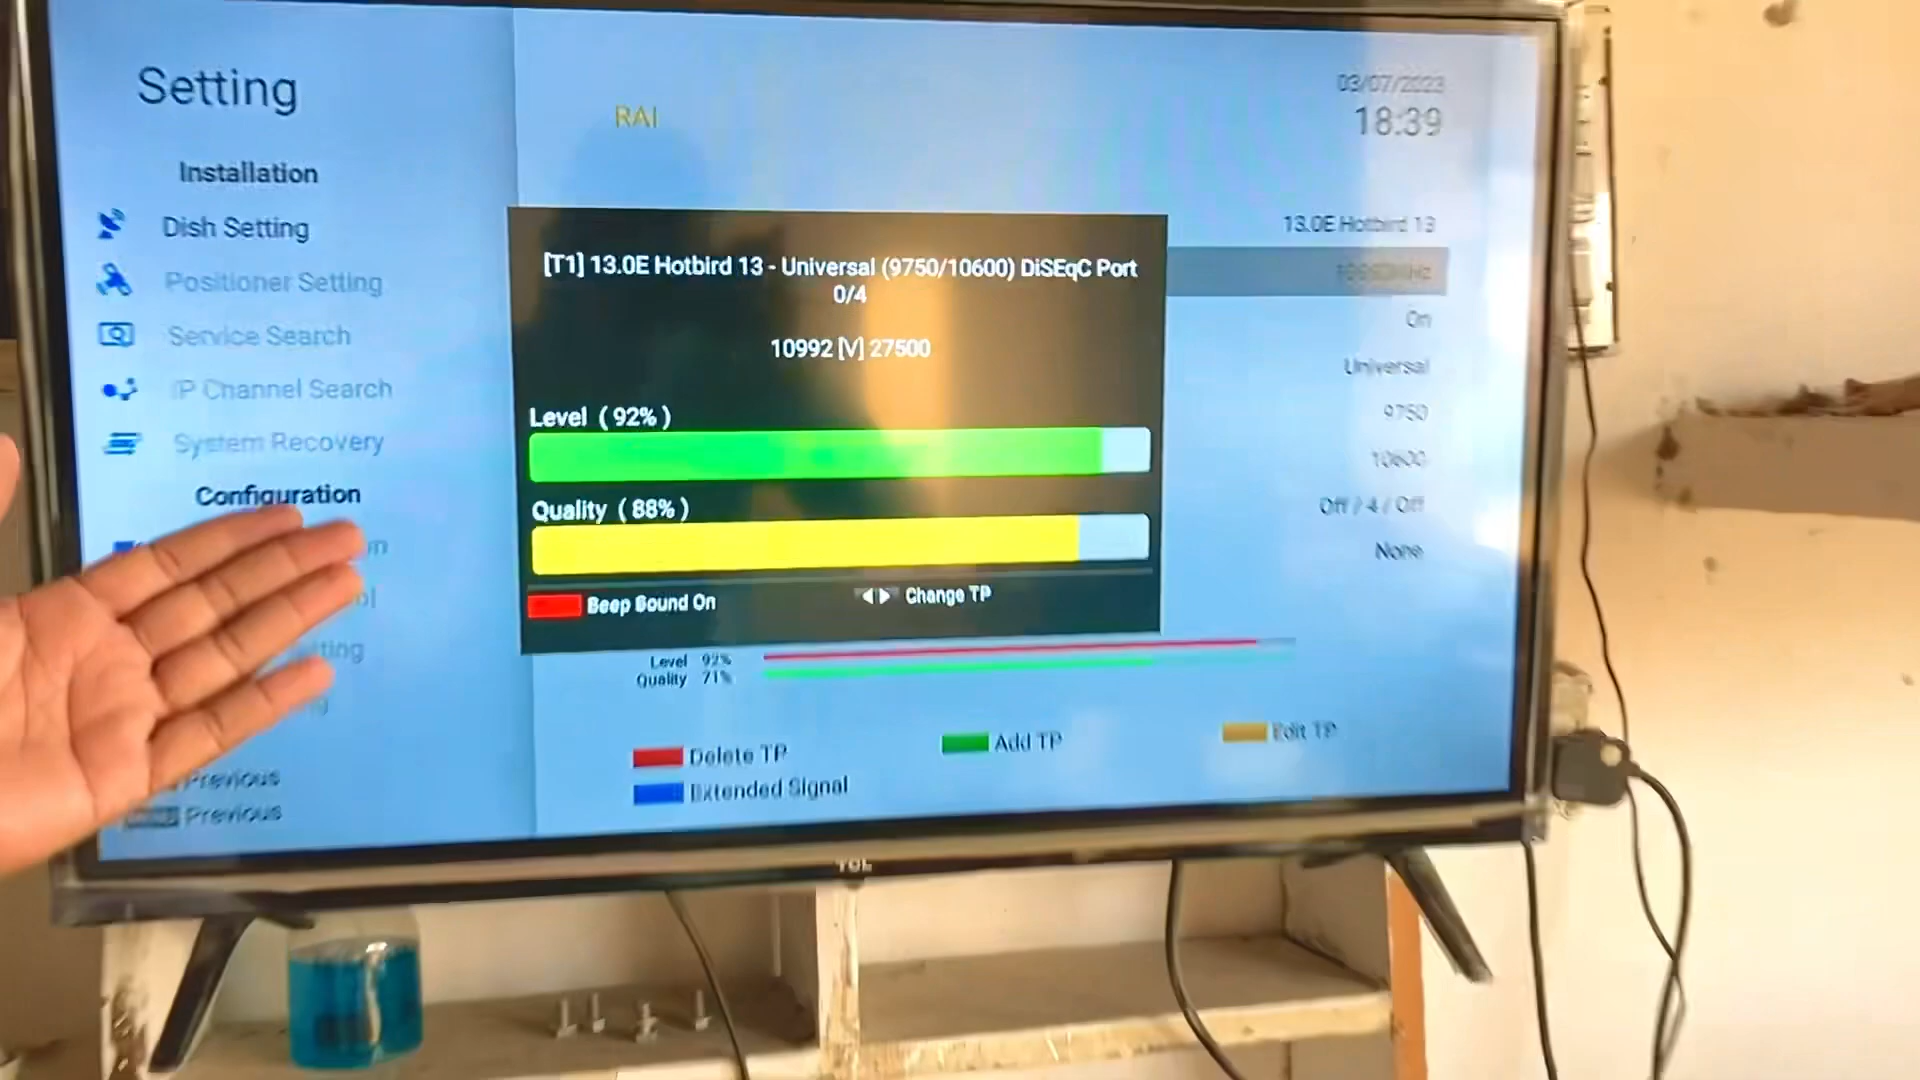 Setting
Installation
Dish Setting
Positioner Setting
Service Search
IP Channel Search
System Recovery
Configuration
Previous
Previous
RAI
03/07/2023
18:39
13.0E Hotbird 13
On
Universal
9750
10600
Off / 4 / Off
None
[T1] 13.0E Hotbird 13 - Universal (9750/10600) DiSEqC Port
0/4
10992 [V] 27500
Level ( 92% )
Quality ( 88% )
Beep Sound On
Change TP
Level 92%
Quality 71%
Delete TP
Add TP
Edit TP
Extended Signal
TCL